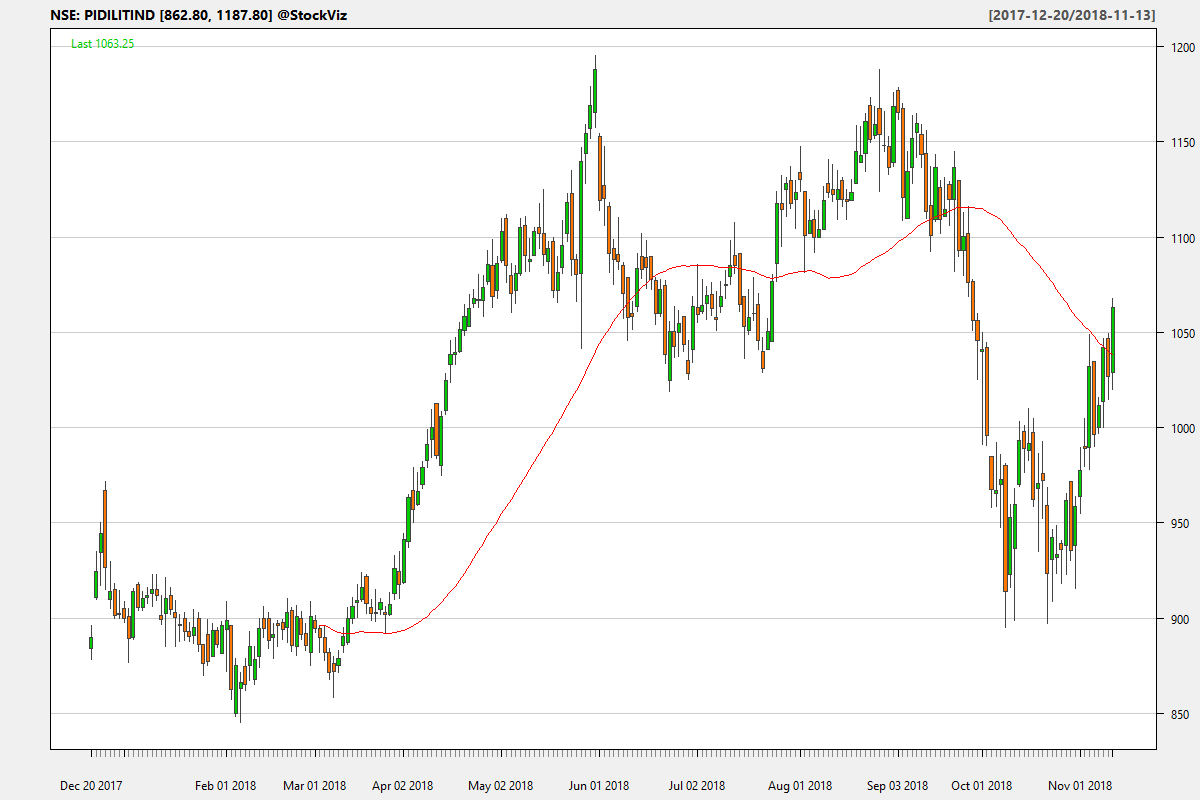 NSE: PIDILITIND [862.80, 1187.80] @StockViz [2017-12-20/2018-11-13]
Last 1063.25
1200
1150
1100
1050
1000
950
900
850
Dec 20 2017 Feb 01 2018 Mar 01 2018 Apr 02 2018 May 02 2018 Jun 01 2018 Jul 02 2018 Aug 01 2018 Sep 03 2018 Oct 01 2018 Nov 01 2018